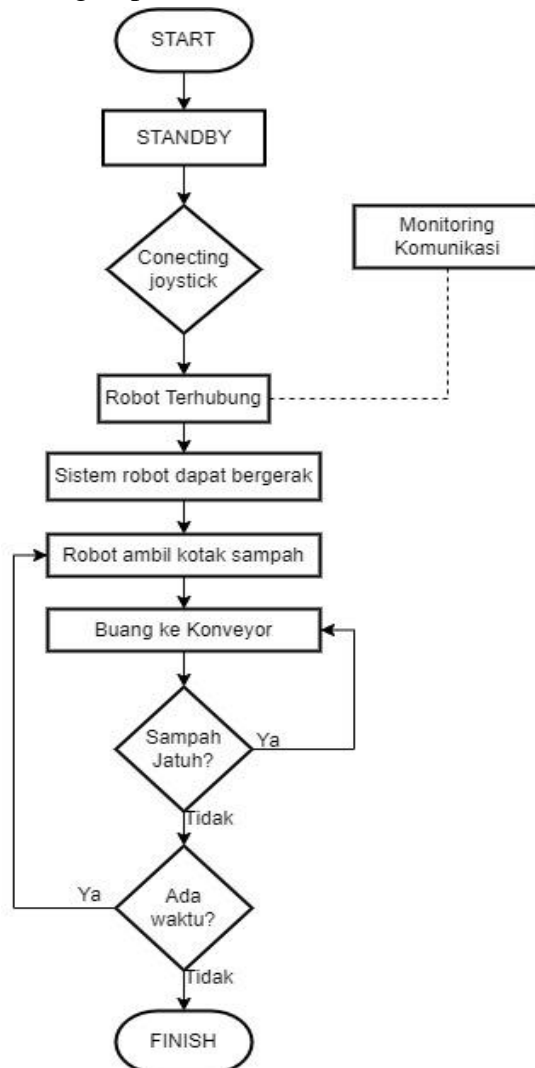 START
STANDBY
Conecting
joystick
Monitoring
Komunikasi
Robot Terhubung
Sistem robot dapat bergerak
Robot ambil kotak sampah
Buang ke Konveyor
Sampah
Jatuh?
Ya
Tidak
Ada
waktu?
Ya
Tidak
FINISH